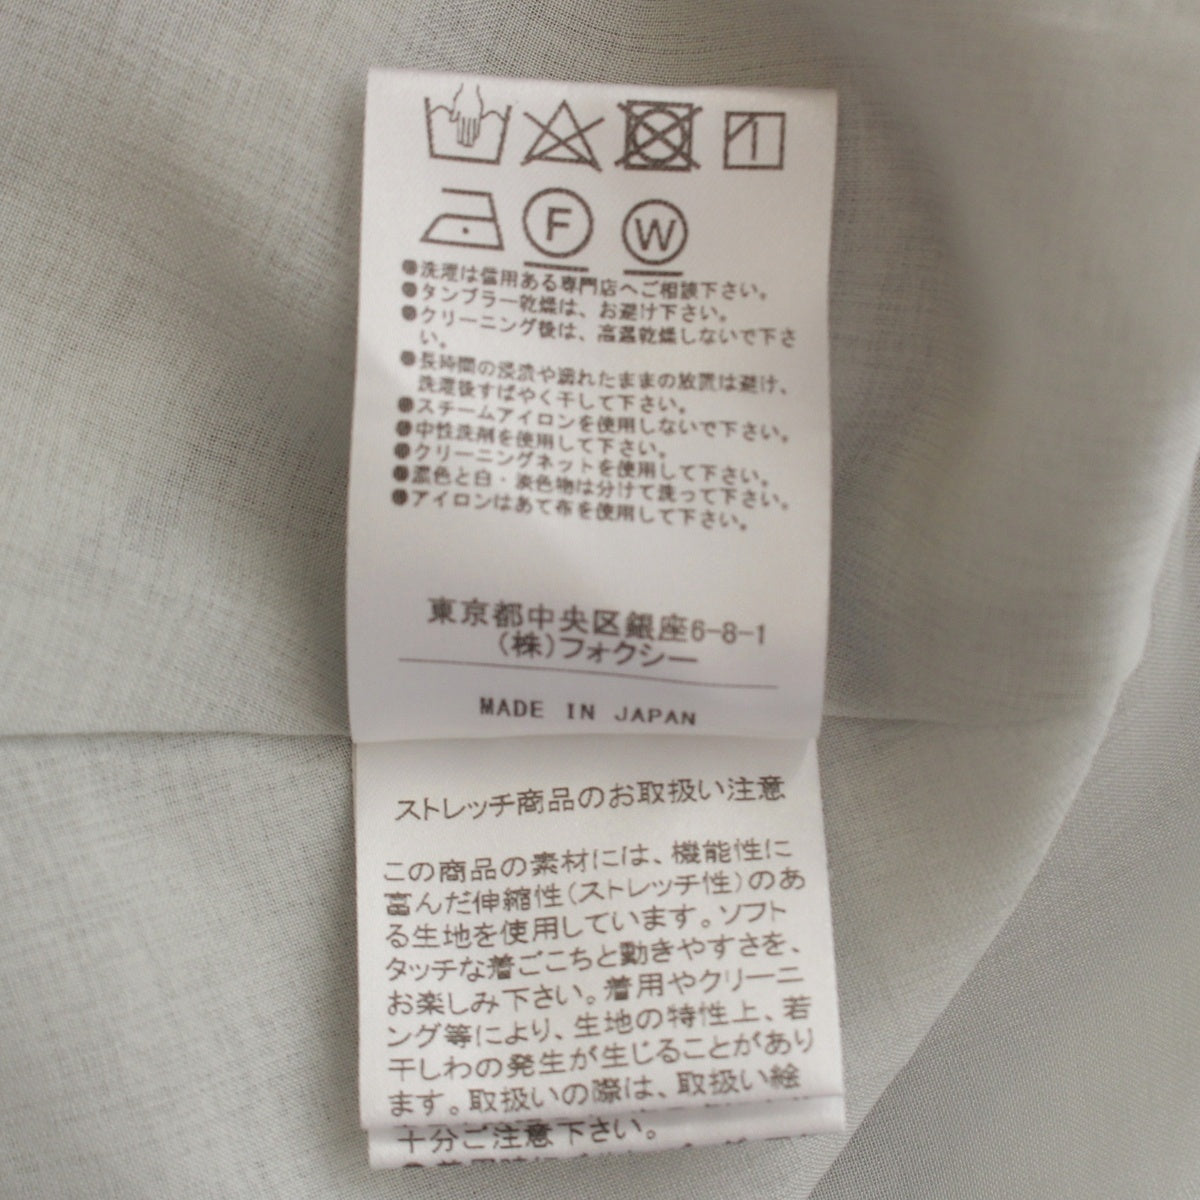 F W
●洗濯は信用ある専門店へご相談下さい。
●タンブラー乾燥は、お避け下さい。
●クリーニング後は、高温乾燥しないで下さ
い。
●長時間の浸漬や濡れたままの放置は避け、
洗濯後すばやく干して下さい。
●スチームアイロンを使用しないで下さい。
●中性洗剤を使用して下さい。
●クリーニングネットを使用して下さい。
●濃色と白・淡色物は分けて洗って下さい。
●アイロンはあて布を使用して下さい。
東京都中央区銀座6-8-1
(株)フォクシー
MADE IN JAPAN
ストレッチ商品のお取扱い注意
この商品の素材には、機能性に
富んだ伸縮性(ストレッチ性)のあ
る生地を使用しています。ソフト
タッチな着ごこちと動きやすさを、
お楽しみ下さい。着用やクリーニ
ング等により、生地の特性上、若
干しわの発生が生じることがあり
ます。取扱いの際は、取扱い絵
十分ご注意下さい。